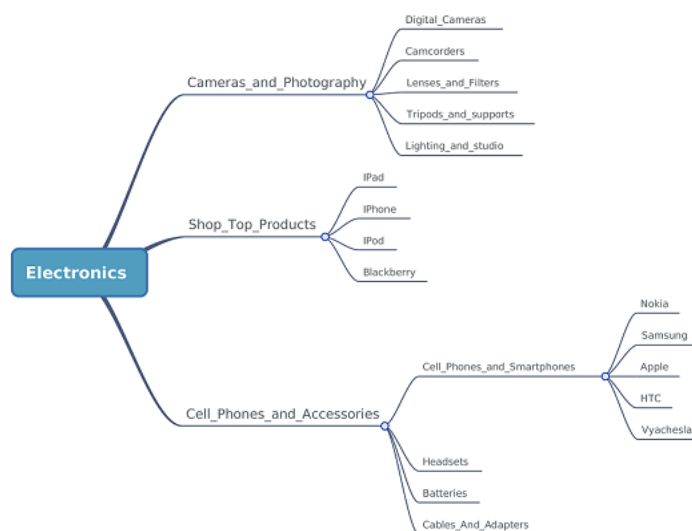 Electronics
Cameras_and_Photography
Digital_Cameras
Camcorders
Lenses_and_Filters
Tripods_and_supports
Lighting_and_studio
Shop_Top_Products
IPad
IPhone
IPod
Blackberry
Cell_Phones_and_Accessories
Cell_Phones_and_Smartphones
Nokia
Samsung
Apple
HTC
Vyachesla
Headsets
Batteries
Cables_And_Adapters